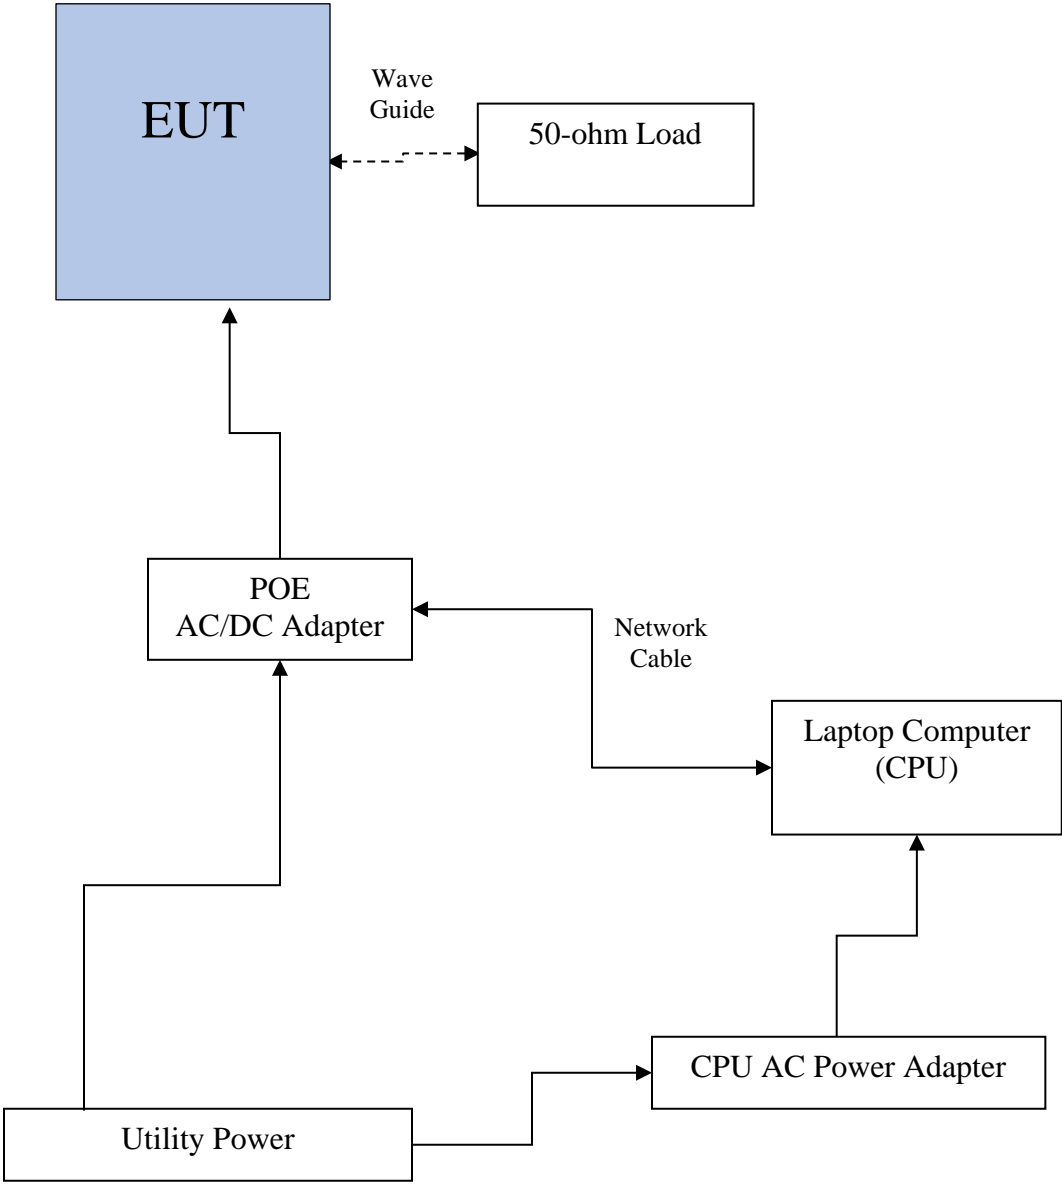 EUT
Wave
Guide
50-ohm Load
POE
AC/DC Adapter
Network
Cable
Laptop Computer
(CPU)
CPU AC Power Adapter
Utility Power